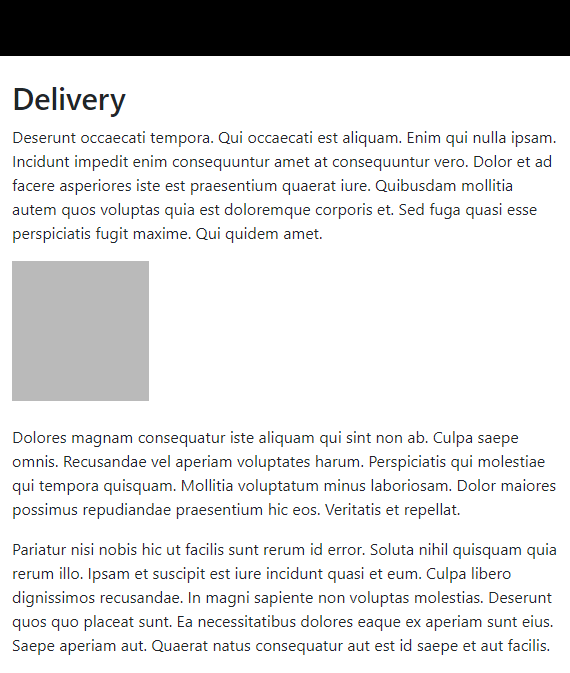 Delivery
Deserunt occaecati tempora. Qui occaecati est aliquam. Enim qui nulla ipsam.
Incidunt impedit enim consequuntur amet at consequuntur vero. Dolor et ad
facere asperiores iste est praesentium quaerat iure. Quibusdam mollitia
autem quos voluptas quia est doloremque corporis et. Sed fuga quasi esse
perspiciatis fugit maxime. Qui quidem amet.
Dolores magnam consequatur iste aliquam qui sint non ab. Culpa saepe
omnis. Recusandae vel aperiam voluptates harum. Perspiciatis qui molestiae
qui tempora quisquam. Mollitia voluptatum minus laboriosam. Dolor maiores
possimus repudiandae praesentium hic eos. Veritatis et repellat.
Pariatur nisi nobis hic ut facilis sunt rerum id error. Soluta nihil quisquam quia
rerum illo. Ipsam et suscipit est iure incidunt quasi et eum. Culpa libero
dignissimos recusandae. In magni sapiente non voluptas molestias. Deserunt
quos quo placeat sunt. Ea necessitatibus dolores eaque ex aperiam sunt eius.
Saepe aperiam aut. Quaerat natus consequatur aut est id saepe et aut facilis.